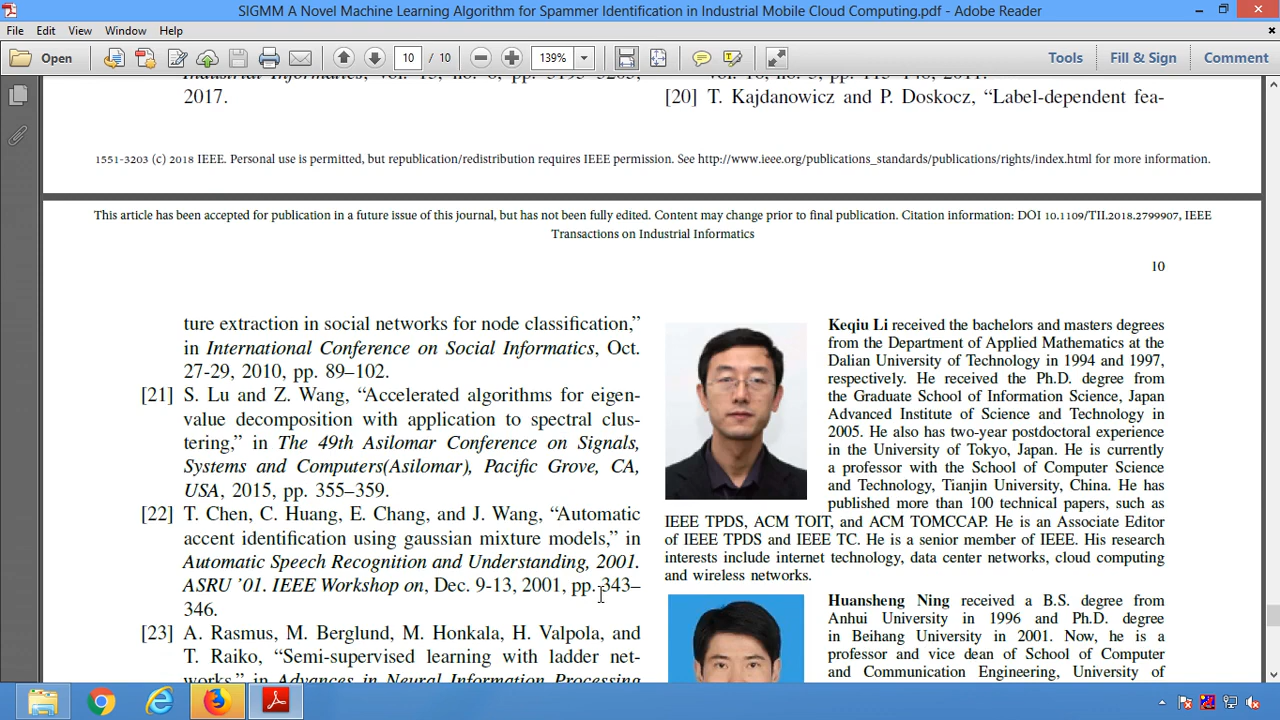 SIGMM A Novel Machine Learning Algorithm for Spammer Identification in Industrial Mobile Cloud Computing.pdf - Adobe Reader
File Edit View Window Help
Open 10 / 10 139% Tools Fill & Sign Comment
Industrial Informatics, vol. 13, no. 6, pp. 3193–3203,
2017.
[20] T. Kajdanowicz and P. Doskocz, “Label-dependent fea-
1551-3203 (c) 2018 IEEE. Personal use is permitted, but republication/redistribution requires IEEE permission. See http://www.ieee.org/publications_standards/publications/rights/index.html for more information.
This article has been accepted for publication in a future issue of this journal, but has not been fully edited. Content may change prior to final publication. Citation information: DOI 10.1109/TII.2018.2799907, IEEE
Transactions on Industrial Informatics
10
ture extraction in social networks for node classification,”
in International Conference on Social Informatics, Oct.
27-29, 2010, pp. 89–102.
[21] S. Lu and Z. Wang, “Accelerated algorithms for eigen-
value decomposition with application to spectral clus-
tering,” in The 49th Asilomar Conference on Signals,
Systems and Computers(Asilomar), Pacific Grove, CA,
USA, 2015, pp. 355–359.
[22] T. Chen, C. Huang, E. Chang, and J. Wang, “Automatic
accent identification using gaussian mixture models,” in
Automatic Speech Recognition and Understanding, 2001.
ASRU ’01. IEEE Workshop on, Dec. 9-13, 2001, pp. 343–
346.
[23] A. Rasmus, M. Berglund, M. Honkala, H. Valpola, and
T. Raiko, “Semi-supervised learning with ladder net-
works,” in Advances in Neural Information Processing
Keqiu Li received the bachelors and masters degrees
from the Department of Applied Mathematics at the
Dalian University of Technology in 1994 and 1997,
respectively. He received the Ph.D. degree from
the Graduate School of Information Science, Japan
Advanced Institute of Science and Technology in
2005. He also has two-year postdoctoral experience
in the University of Tokyo, Japan. He is currently
a professor with the School of Computer Science
and Technology, Tianjin University, China. He has
published more than 100 technical papers, such as
IEEE TPDS, ACM TOIT, and ACM TOMCCAP. He is an Associate Editor
of IEEE TPDS and IEEE TC. He is a senior member of IEEE. His research
interests include internet technology, data center networks, cloud computing
and wireless networks.
Huansheng Ning received a B.S. degree from
Anhui University in 1996 and Ph.D. degree
in Beihang University in 2001. Now, he is a
professor and vice dean of School of Computer
and Communication Engineering, University of